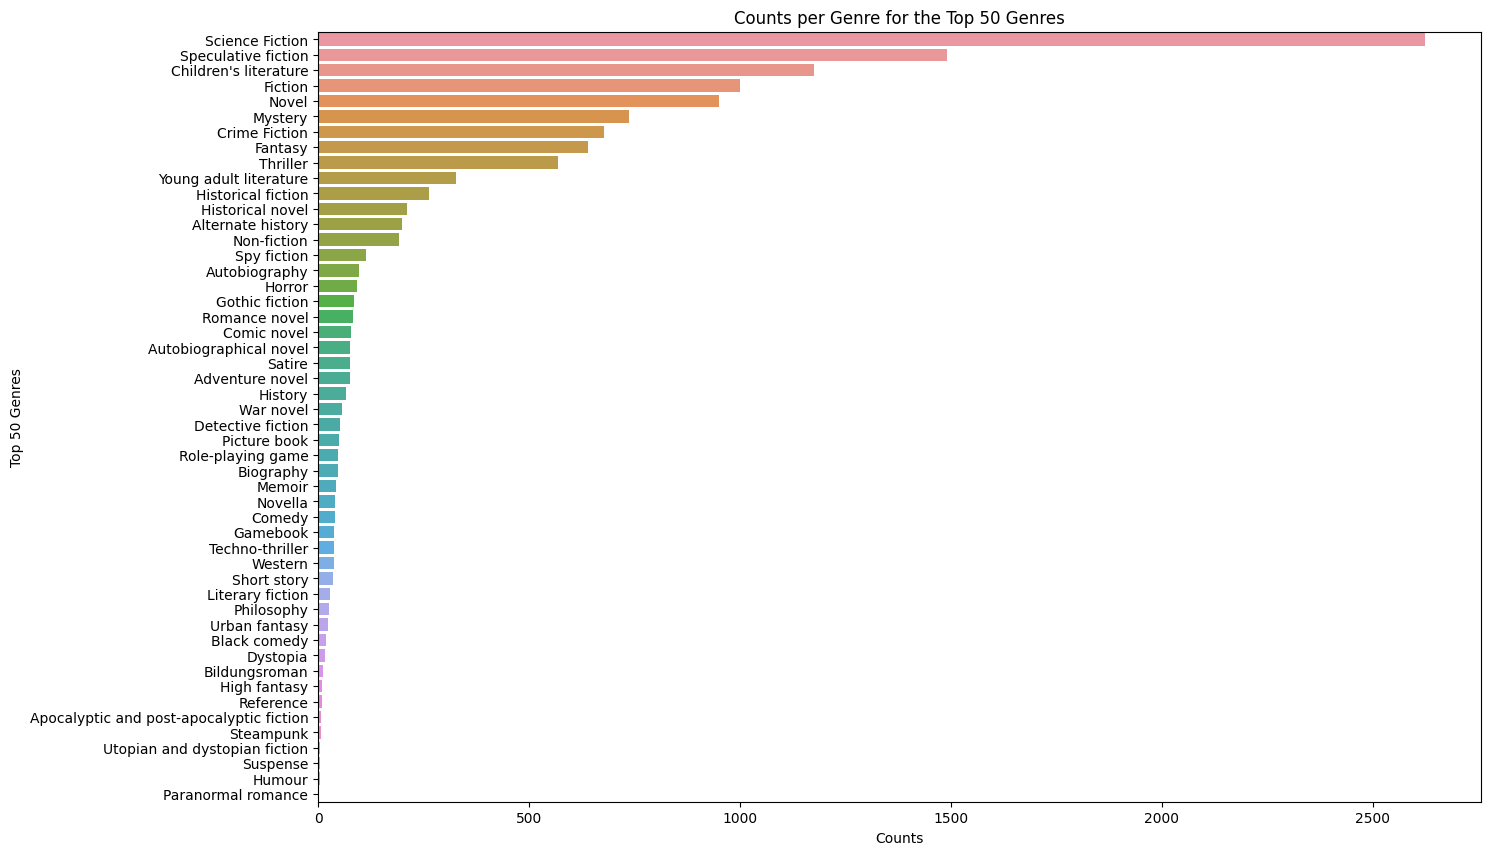 Counts per Genre for the Top 50 Genres
Science Fiction
Speculative fiction
Children's literature
Fiction
Novel
Mystery
Crime Fiction
Fantasy
Thriller
Young adult literature
Historical fiction
Historical novel
Alternate history
Non-fiction
Spy fiction
Autobiography
Horror
Gothic fiction
Romance novel
Comic novel
Autobiographical novel
Satire
Adventure novel
History
War novel
Detective fiction
Picture book
Role-playing game
Biography
Memoir
Novella
Comedy
Gamebook
Techno-thriller
Western
Short story
Literary fiction
Philosophy
Urban fantasy
Black comedy
Dystopia
Bildungsroman
High fantasy
Reference
Apocalyptic and post-apocalyptic fiction
Steampunk
Utopian and dystopian fiction
Suspense
Humour
Paranormal romance
Top 50 Genres
0 500 1000 1500 2000 2500
Counts